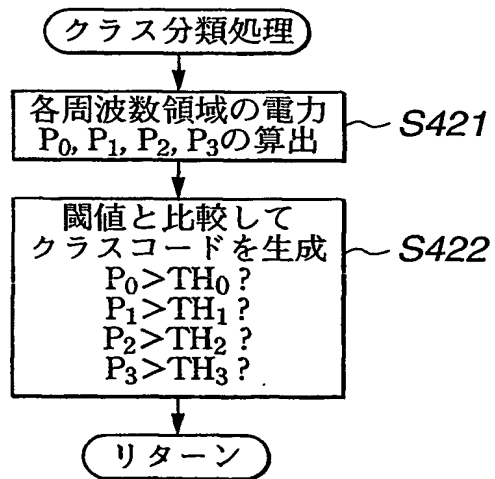 クラス分類処理
各周波数領域の電力
P0, P1, P2, P3の算出
S421
閾値と比較して
クラスコードを生成
S422
P0>TH0?
P1>TH1?
P2>TH2?
P3>TH3?
リターン